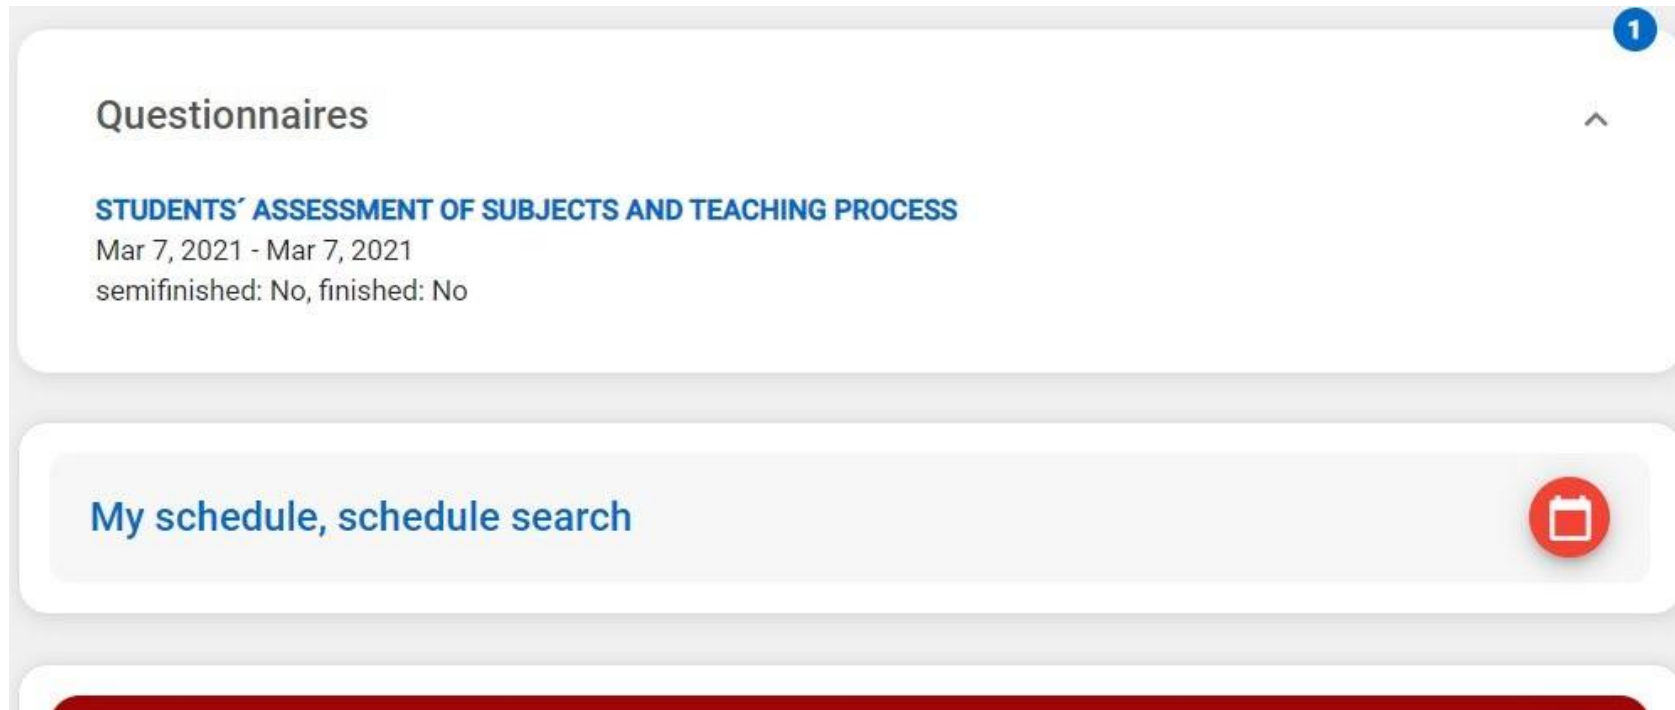 1
Questionnaires
STUDENTS´ ASSESSMENT OF SUBJECTS AND TEACHING PROCESS
Mar 7, 2021 - Mar 7, 2021
semifinished: No, finished: No
My schedule, schedule search